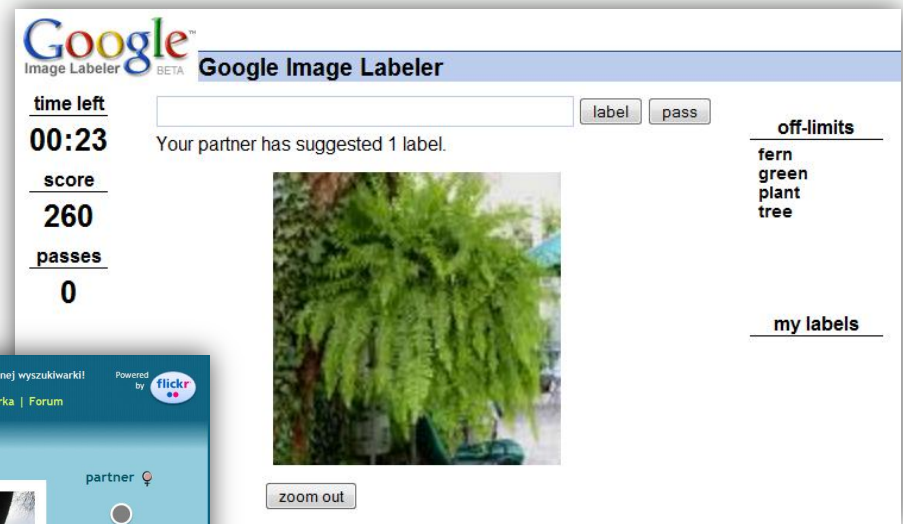 Google™
Image Labeler BETA
Google Image Labeler
time left
00:23
score
260
passes
0
label
pass
Your partner has suggested 1 label.
off-limits
fern
green
plant
tree
my labels
zoom out
nej wyszukiwarki!
Powered by
flickr
rka | Forum
partner